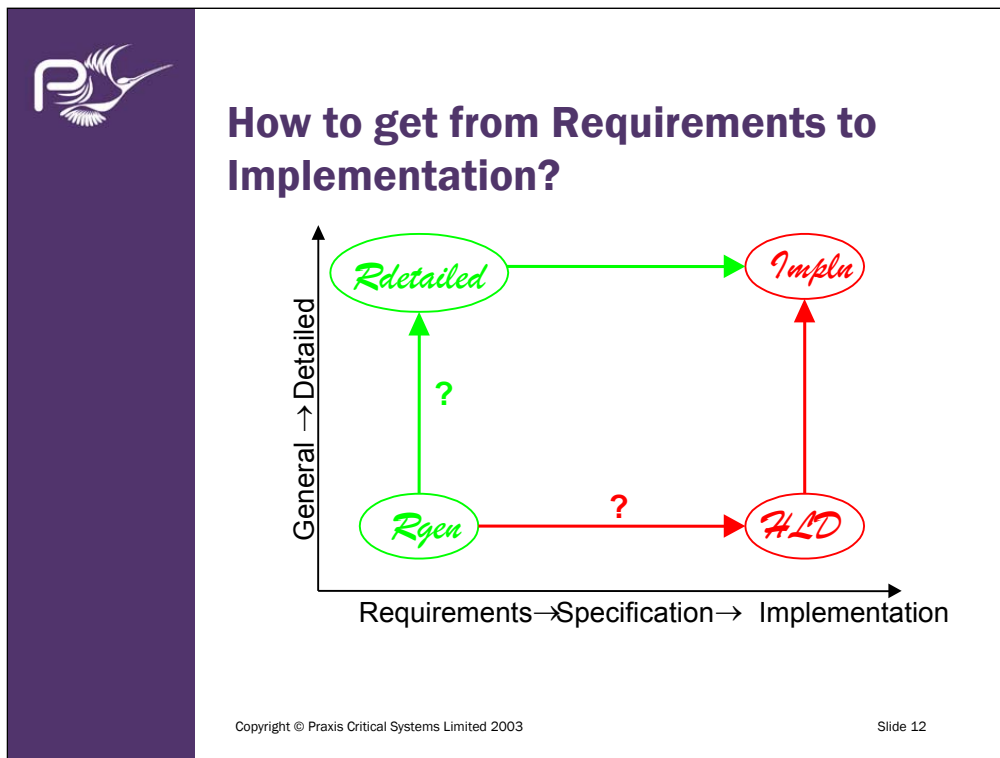 How to get from Requirements to
Implementation?
Rdetailed
Impln
General → Detailed
?
?
Rgen
HLD
Requirements→Specification→ Implementation
Copyright © Praxis Critical Systems Limited 2003
Slide 12